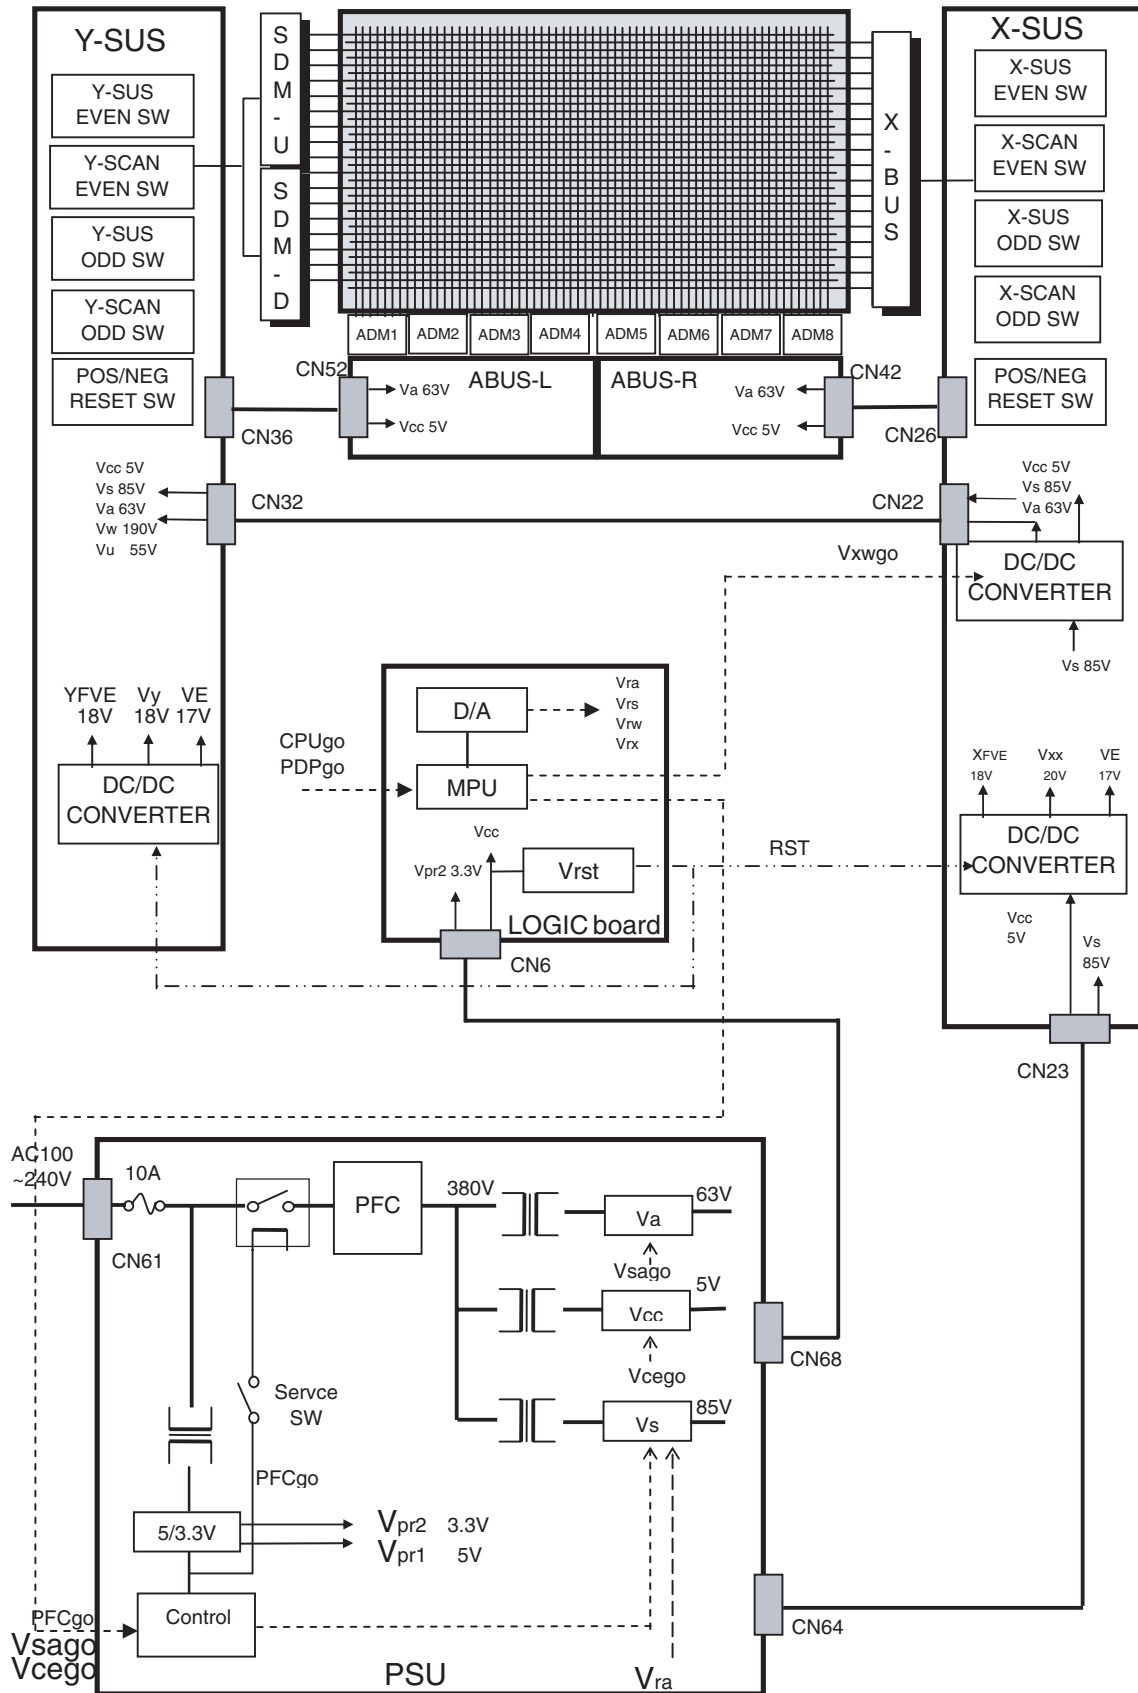 Y-SUS
Y-SUS
EVEN SW
Y-SCAN
EVEN SW
Y-SUS
ODD SW
Y-SCAN
ODD SW
POS/NEG
RESET SW
S
D
M
-
U
S
D
M
-
D
X
-
B
U
S
X-SUS
X-SUS
EVEN SW
X-SCAN
EVEN SW
X-SUS
ODD SW
X-SCAN
ODD SW
POS/NEG
RESET SW
ADM1
ADM2
ADM3
ADM4
ADM5
ADM6
ADM7
ADM8
CN52
ABUS-L
ABUS-R
CN42
Va 63V
Vcc 5V
Va 63V
Vcc 5V
CN36
CN26
Vcc 5V
Vs 85V
Va 63V
Vw 190V
Vu 55V
CN32
CN22
Vcc 5V
Vs 85V
Va 63V
Vxwgo
DC/DC
CONVERTER
Vs 85V
YFVE
18V
Vy
18V
VE
17V
DC/DC
CONVERTER
D/A
Vra
Vrs
Vrw
Vrx
CPUgo
PDPgo
MPU
Vcc
Vpr2 3.3V
Vrst
LOGIC board
CN6
RST
XFVE
18V
Vxx
20V
VE
17V
DC/DC
CONVERTER
Vcc
5V
Vs
85V
CN23
AC100
~240V
10A
CN61
PFC
380V
Va
63V
Vsago
Vcc
5V
Vcego
Vs
85V
CN68
Servce
SW
PFCgo
5/3.3V
Vpr2 3.3V
Vpr1 5V
Control
PFCgo
Vsago
Vcego
PSU
Vra
CN64